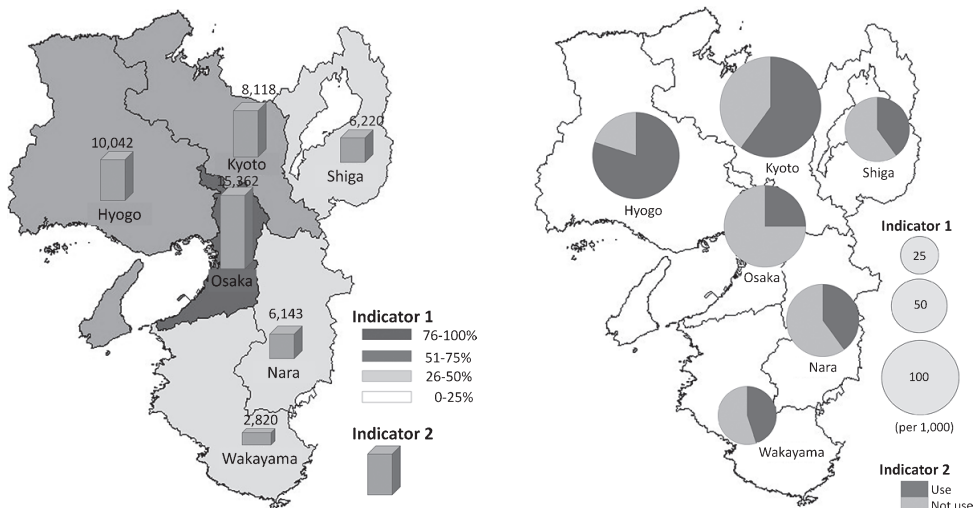 8,118
6,220
10,042
Kyoto
Shiga
15,362
Hyogo
Osaka
6,143
Nara
2,820
Wakayama
Indicator 1
76-100%
51-75%
26-50%
0-25%
Indicator 2
Kyoto
Shiga
Hyogo
Osaka
Nara
Wakayama
Indicator 1
25
50
100
(per 1,000)
Indicator 2
Use
Not use